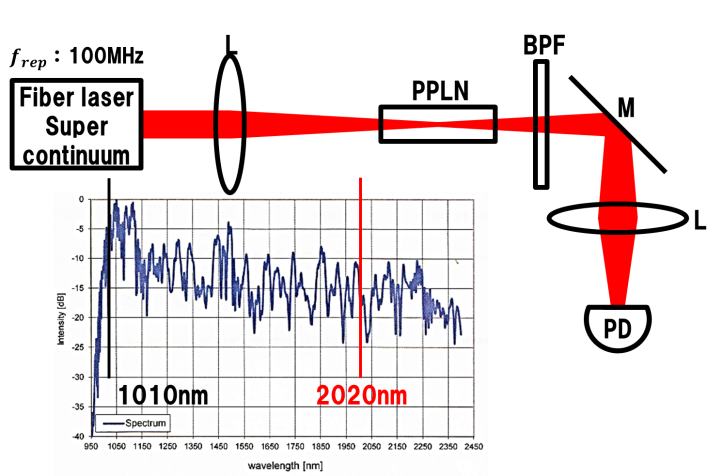 f_rep : 100MHz
L
BPF
Fiber laser
Super
continuum
PPLN
M
L
PD
0
-5
-10
-15
-20
-25
-30
-35
-40
Intensity [dB]
1010nm
2020nm
Spectrum
950 1050 1150 1250 1350 1450 1550 1650 1750 1850 1950 2050 2150 2250 2350 2450
wavelength [nm]